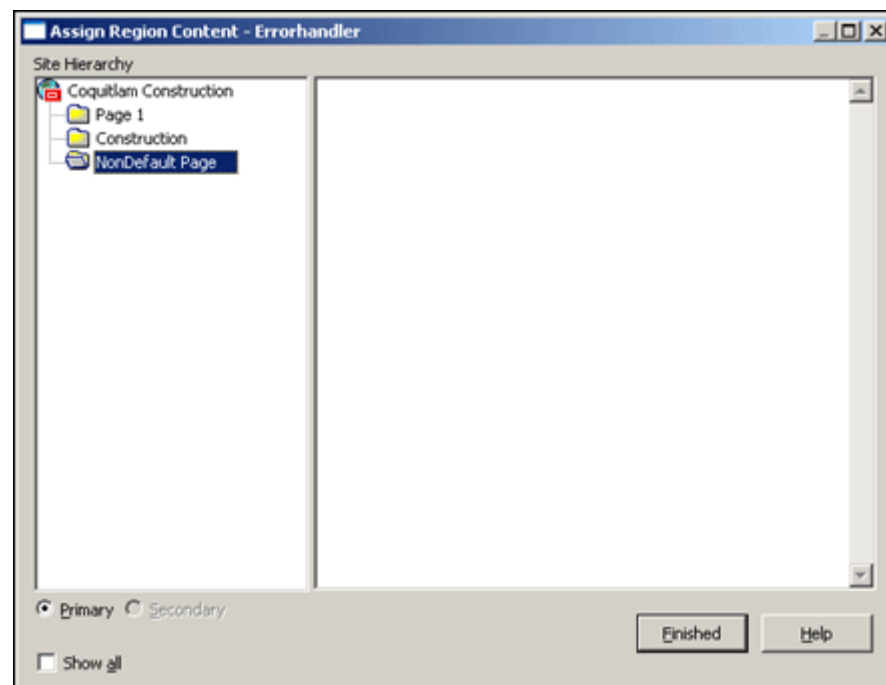 Assign Region Content - Errorhandler
Site Hierarchy
Coquitlam Construction
Page 1
Construction
NonDefault Page
Primary Secondary
Finished Help
Show all